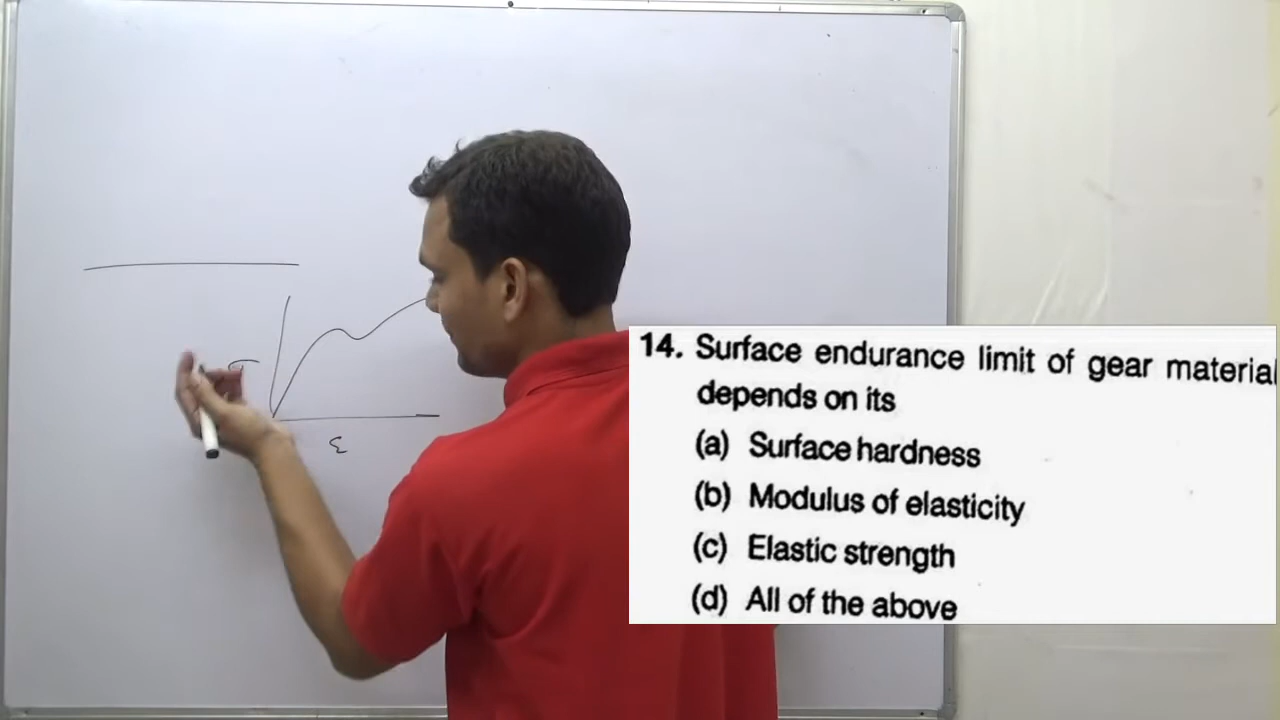 σ
ε
14. Surface endurance limit of gear material
depends on its
(a) Surface hardness
(b) Modulus of elasticity
(c) Elastic strength
(d) All of the above